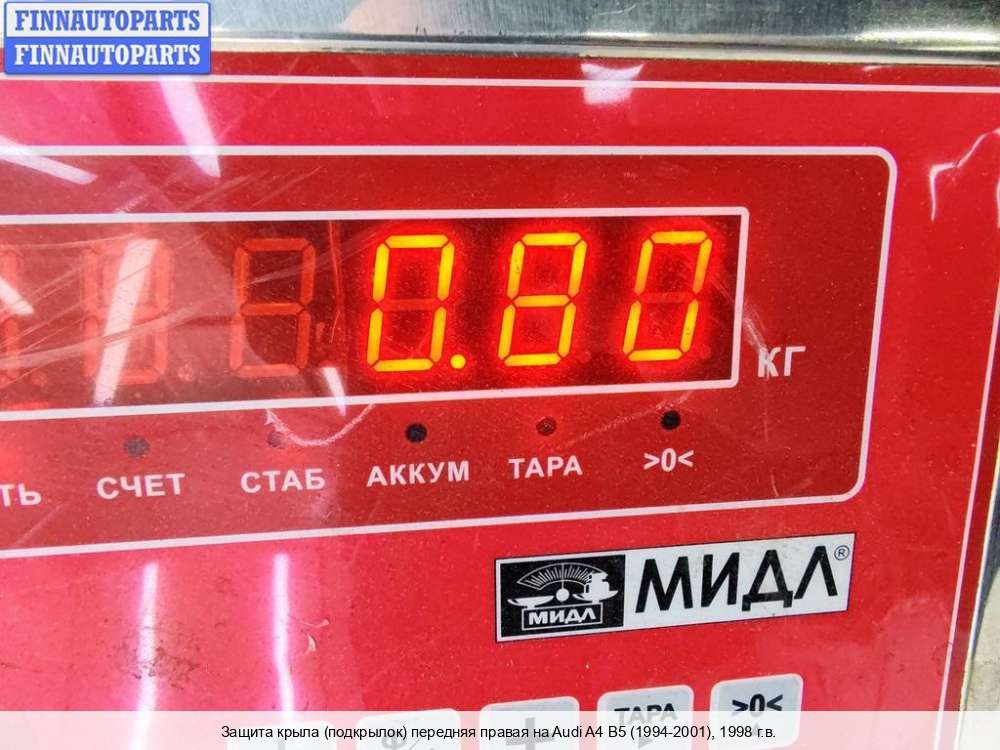 FINNAUTOPARTS
FINNAUTOPARTS
0.80
КГ
ТЬ СЧЕТ СТАБ АККУМ ТАРА >0<
МИДЛ МИДЛ®
+ ТАРА >0<
Защита крыла (подкрылок) передняя правая на Audi A4 B5 (1994-2001), 1998 г.в.